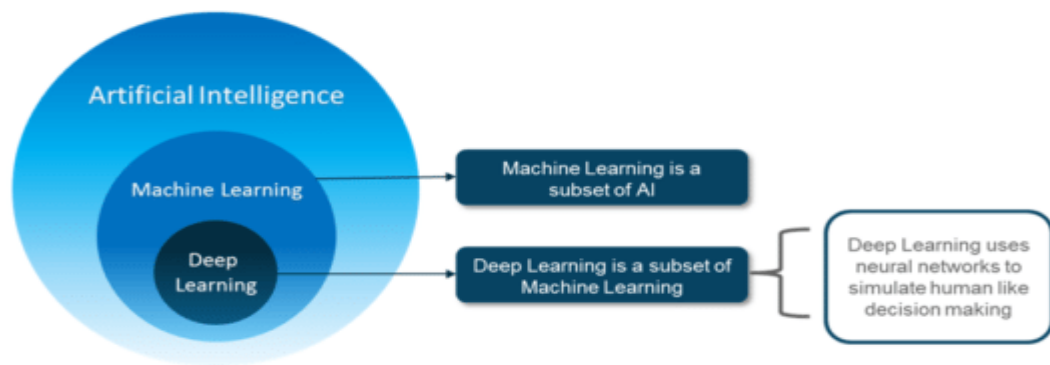 Artificial Intelligence
Machine Learning
Deep
Learning
Machine Learning is a
subset of AI
Deep Learning is a subset of
Machine Learning
Deep Learning uses
neural networks to
simulate human like
decision making